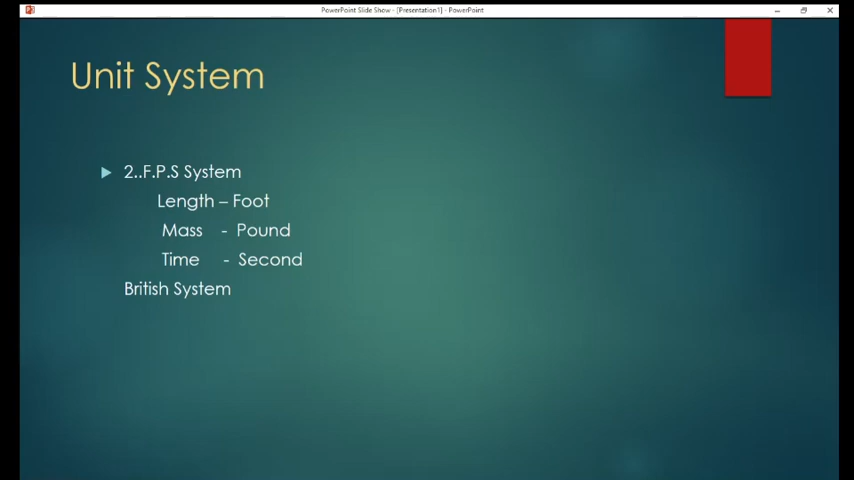 PowerPoint Slide Show - [Presentation1] - PowerPoint
Unit System
2..F.P.S System
Length – Foot
Mass - Pound
Time - Second
British System